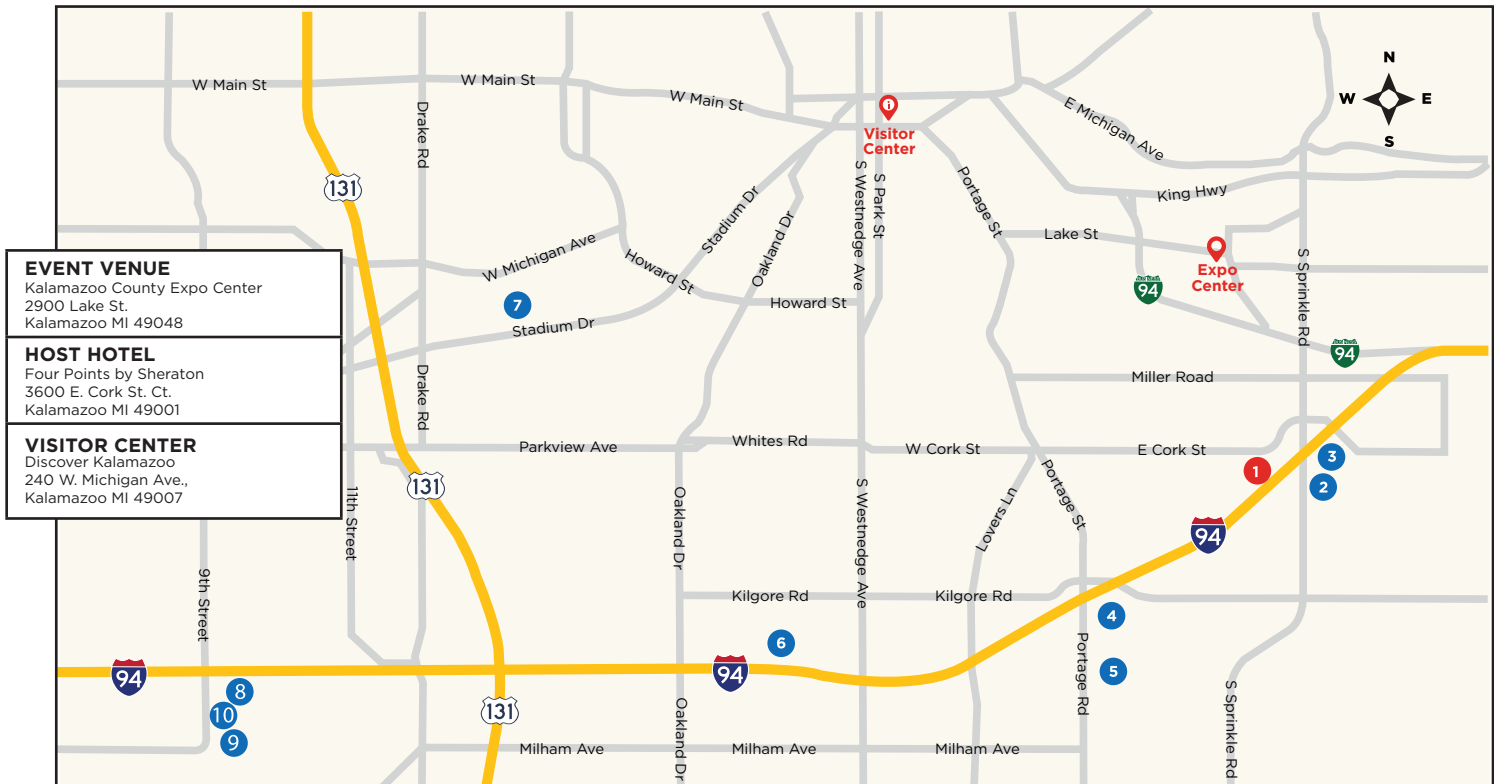 W Main St
W Main St
W Main St
N
W E
S
Visitor
Center
E Michigan Ave
Drake Rd
131
King Hwy
S Westnedge Ave
S Park St
Portage St
Stadium Dr
Oakland Dr
Lake St
Expo
Center
W Michigan Ave
Howard St
Howard St
94
S Sprinkle Rd
7
Stadium Dr
94
EVENT VENUE
Kalamazoo County Expo Center
2900 Lake St.
Kalamazoo MI 49048
HOST HOTEL
Four Points by Sheraton
3600 E. Cork St. Ct.
Kalamazoo MI 49001
VISITOR CENTER
Discover Kalamazoo
240 W. Michigan Ave.,
Kalamazoo MI 49007
Drake Rd
Miller Road
Parkview Ave
Whites Rd
W Cork St
E Cork St
131
1
3
2
11th Street
Oakland Dr
S Westnedge Ave
Lovers Ln
Portage St
94
9th Street
Kilgore Rd
Kilgore Rd
4
6
5
94
94
Portage Rd
8
10
9
131
Oakland Dr
S Sprinkle Rd
Milham Ave
Milham Ave
Milham Ave